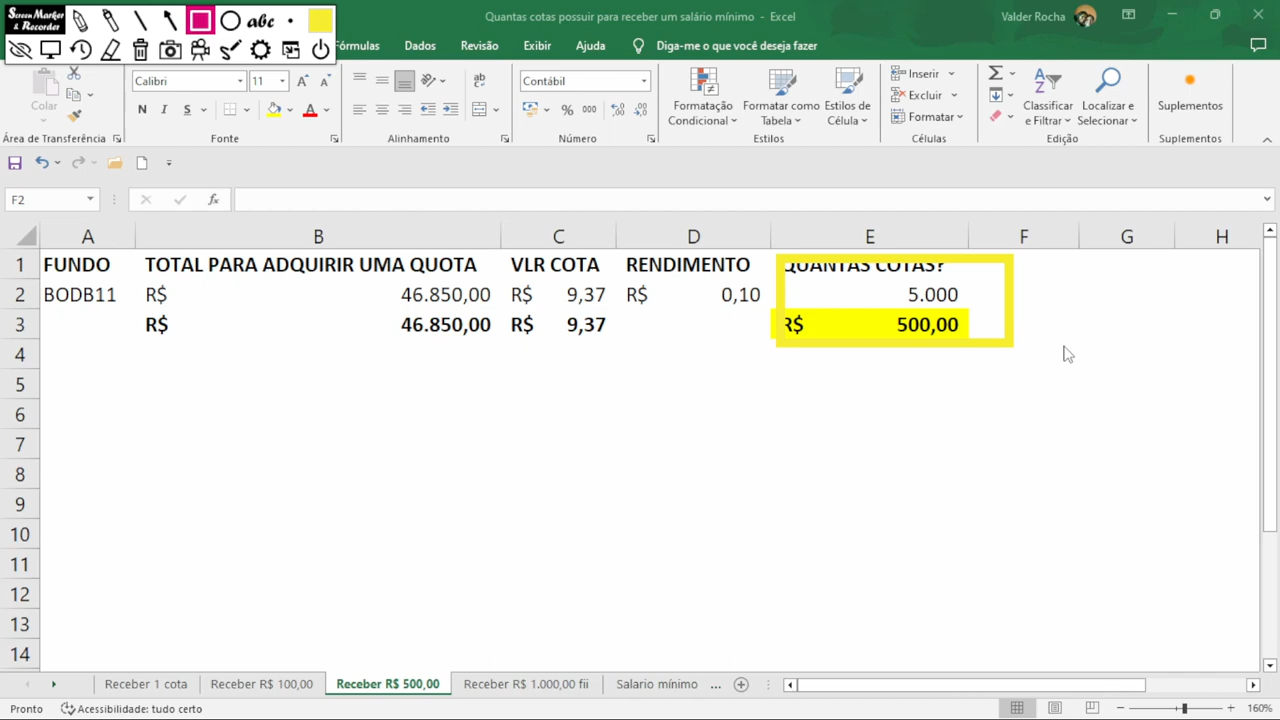 SCREEN MARKER & RECORDER
abc
Quantas cotas possuir para receber um salário mínimo - Excel
Valder Rocha
Fórmulas Dados Revisão Exibir Ajuda Diga-me o que você deseja fazer
Colar
Área de Transferência
Calibri 11
N I S A
Fonte
ab
Alinhamento
Contábil
% 000
Número
Formatação Condicional
Formatar como Tabela
Estilos de Célula
Estilos
Inserir
Excluir
Formatar
Células
Classificar e Filtrar
Localizar e Selecionar
Edição
Suplementos
Suplementos
F2 fx
A B C D E F G H
1 FUNDO TOTAL PARA ADQUIRIR UMA QUOTA VLR COTA RENDIMENTO QUANTAS COTAS?
2 BODB11 R$ 46.850,00 R$ 9,37 R$ 0,10 5.000
3 R$ 46.850,00 R$ 9,37 R$ 500,00
4
5
6
7
8
9
10
11
12
13
14
Receber 1 cota Receber R$ 100,00 Receber R$ 500,00 Receber R$ 1.000,00 fii Salario mínimo ...
Pronto Acessibilidade: tudo certo 160%